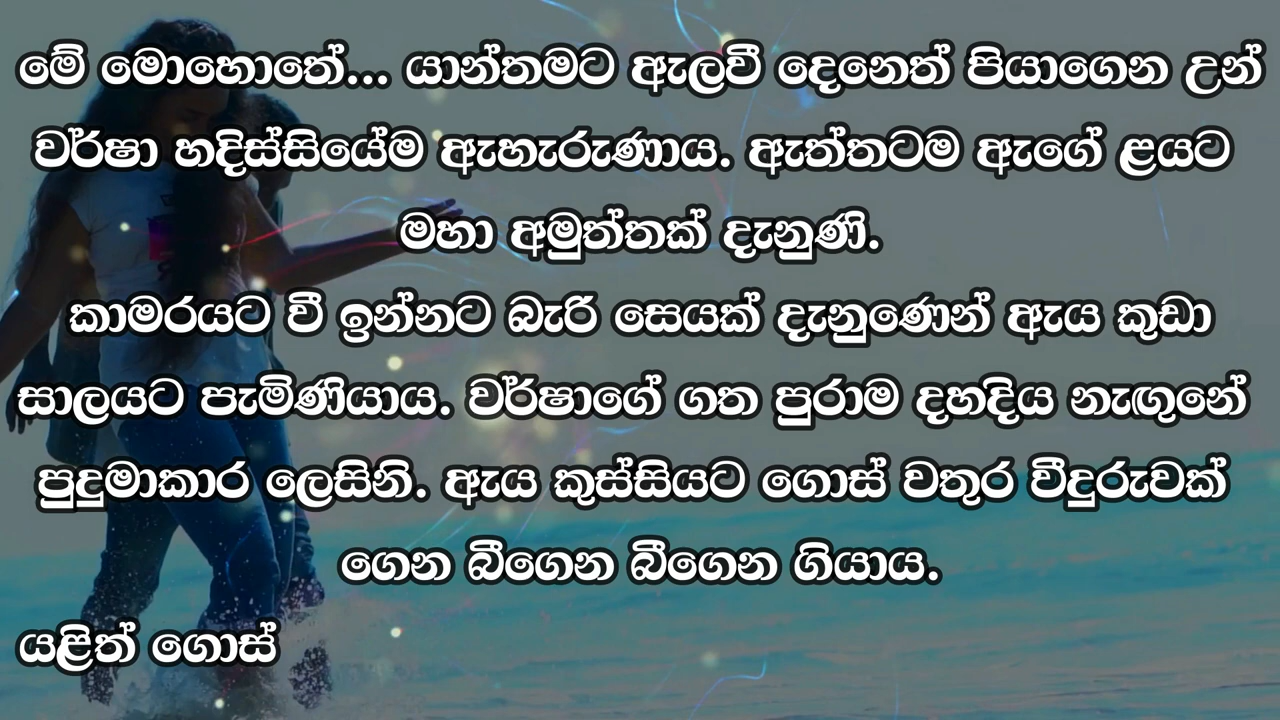 මේ මොහොතේ... යාන්තමට ඇලවී දෙනෙත් පියාගෙන උන්
වර්ෂා හදිස්සියේම ඇහැරුණාය. ඇත්තටම ඇගේ ළයට
මහා අමුත්තක් දැනුණි.
කාමරයට වී ඉන්නට බැරි සෙයක් දැනුණෙන් ඇය කුඩා
සාලයට පැමිණියාය. වර්ෂාගේ ගත පුරාම දහදිය නැඟුනේ
පුදුමාකාර ලෙසිනි. ඇය කුස්සියට ගොස් වතුර වීදුරුවක්
ගෙන බීගෙන බීගෙන ගියාය.
යළිත් ගොස්